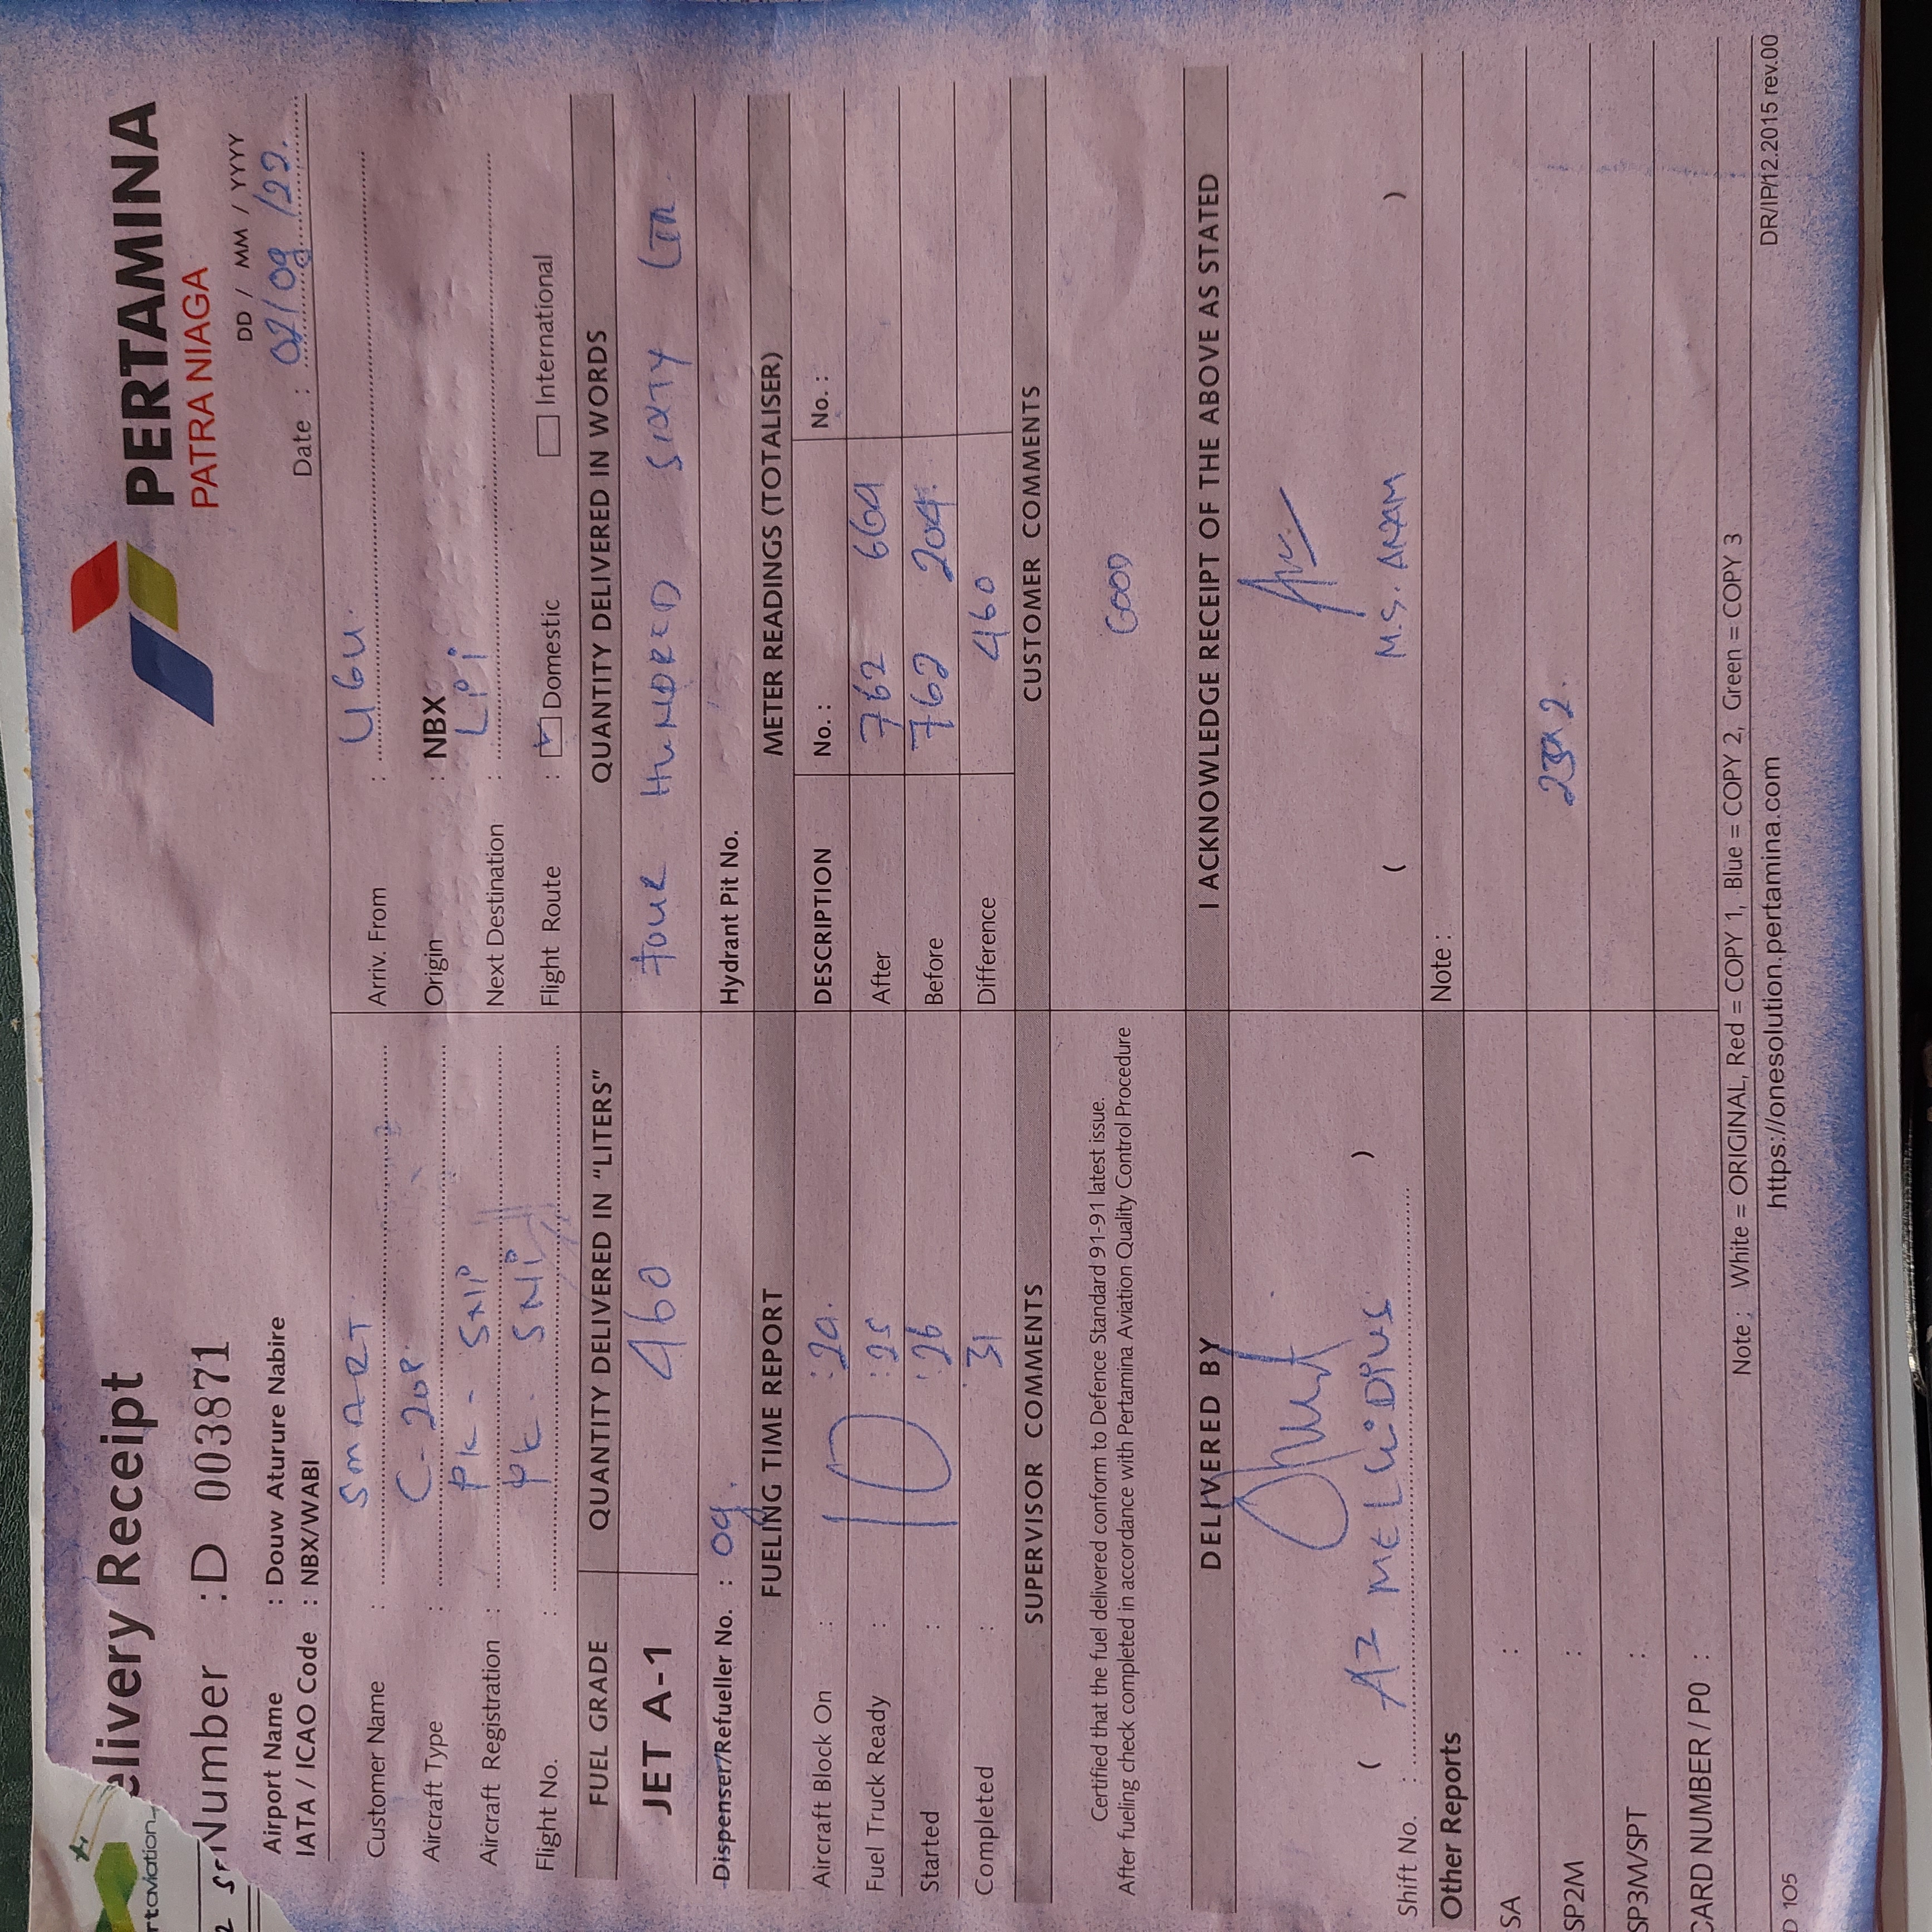 PERTAMINA
PATRA NIAGA
elivery Receipt
Number : D 003871
DD / MM / YYYY
Date : 02/09/22
Airport Name : Douw Aturure Nabire
IATA / ICAO Code : NBX/WABI
Customer Name : SMART
Arriv. From : UGU.
Aircraft Type : C-208
Origin : NBX
Aircraft Registration : PK - SNP
Next Destination :
Flight No. : PK. SNP
Flight Route : Domestic International
FUEL GRADE QUANTITY DELIVERED IN "LITERS" QUANTITY DELIVERED IN WORDS
JET A-1 460 FOUR HUNDRED SIXTY LTR
Dispenser/Refueller No. :
Hydrant Pit No.
FUELING TIME REPORT METER READINGS (TOTALISER)
Aircraft Block On : DESCRIPTION No. : No. :
Fuel Truck Ready : :25 After 762 664
Started : 10 :26 Before 762 204.
Completed : 31 Difference 460
SUPERVISOR COMMENTS CUSTOMER COMMENTS
Certified that the fuel delivered conform to Defence Standard 91-91 latest issue.
After fueling check completed in accordance with Pertamina Aviation Quality Control Procedure
GOOD
DELIVERED BY I ACKNOWLEDGE RECEIPT OF THE ABOVE AS STATED
( )
( M.S. )
Shift No. :
Other Reports Note :
SA :
SP2M :
SP3M/SPT :
CARD NUMBER / PO :
Note : White = ORIGINAL, Red = COPY 1, Blue = COPY 2, Green = COPY 3
D 105 https://onesolution.pertamina.com DR/IP/12.2015 rev.00